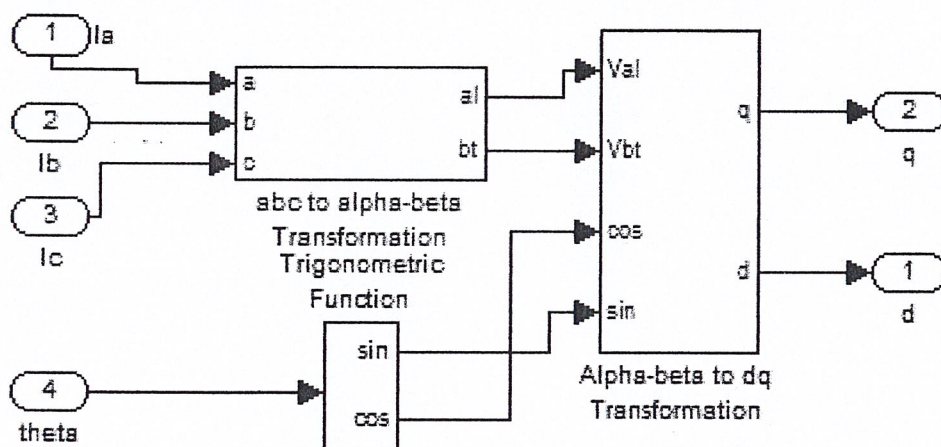 1
Ia
2
Ib
3
Ic
4
theta
a
b
c
al
bt
abc to alpha-beta
Transformation
Trigonometric
Function
sin
cos
Val
Vbt
cos
sin
q
d
Alpha-beta to dq
Transformation
2
q
1
d